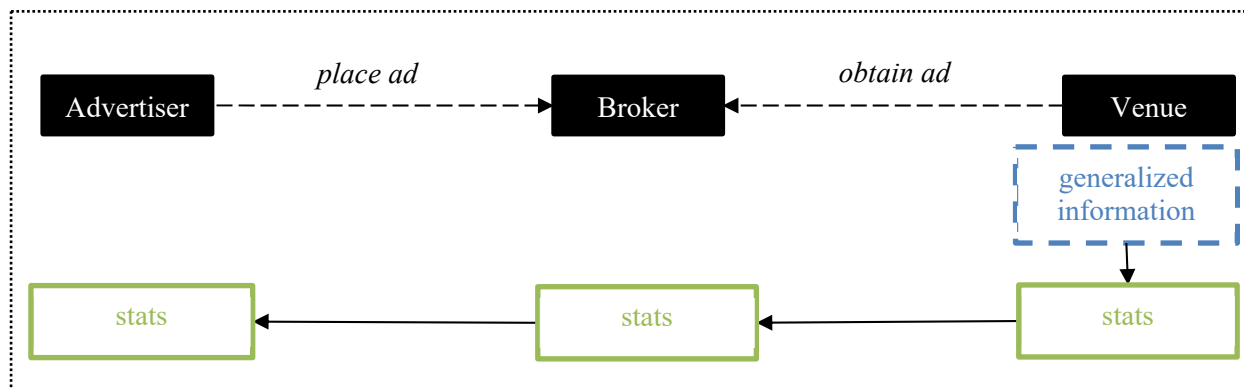 place ad
obtain ad
Advertiser
Broker
Venue
generalized
information
stats
stats
stats